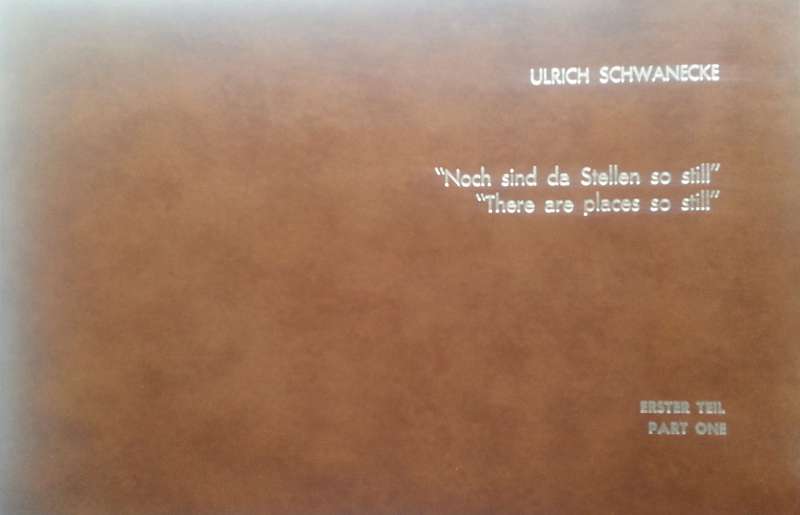 ULRICH SCHWANECKE
"Noch sind da Stellen so still"
"There are places so still"
ERSTER TEIL
PART ONE